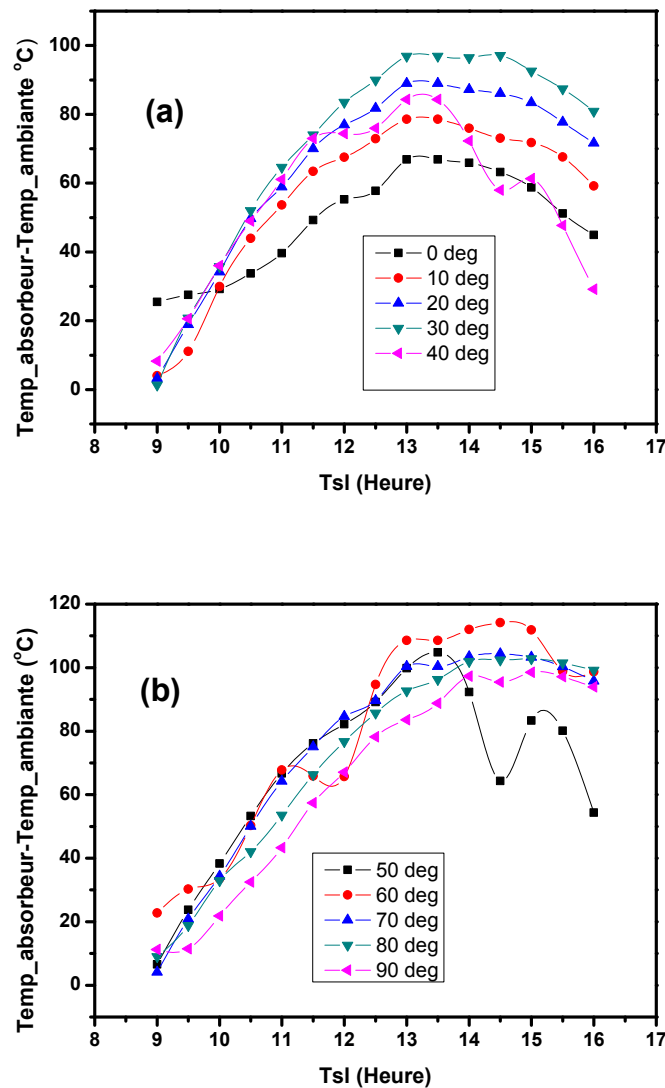 Temp_absorbeur-Temp_ambiante °C
100
80
60
40
20
0
(a)
0 deg
10 deg
20 deg
30 deg
40 deg
8 9 10 11 12 13 14 15 16 17
Tsl (Heure)
Temp_absorbeur-Temp_ambiante (°C)
120
100
80
60
40
20
0
(b)
50 deg
60 deg
70 deg
80 deg
90 deg
8 9 10 11 12 13 14 15 16 17
Tsl (Heure)